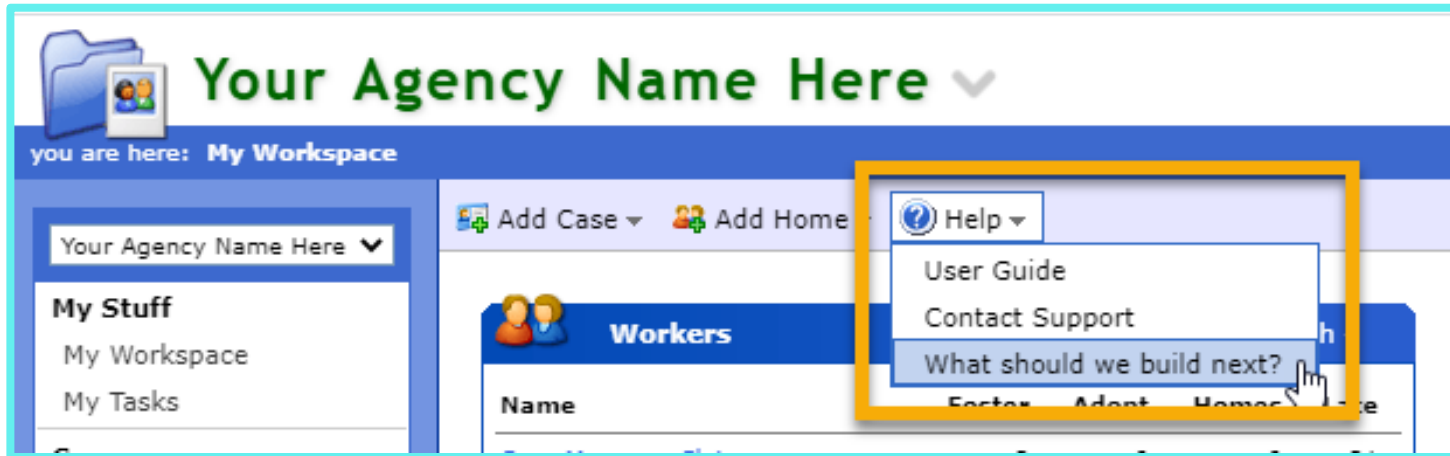 Your Agency Name Here
you are here: My Workspace
Add Case Add Home Help
Your Agency Name Here
User Guide
Contact Support
What should we build next?
My Stuff
My Workspace
My Tasks
Workers
Name Foster Adopt Homes